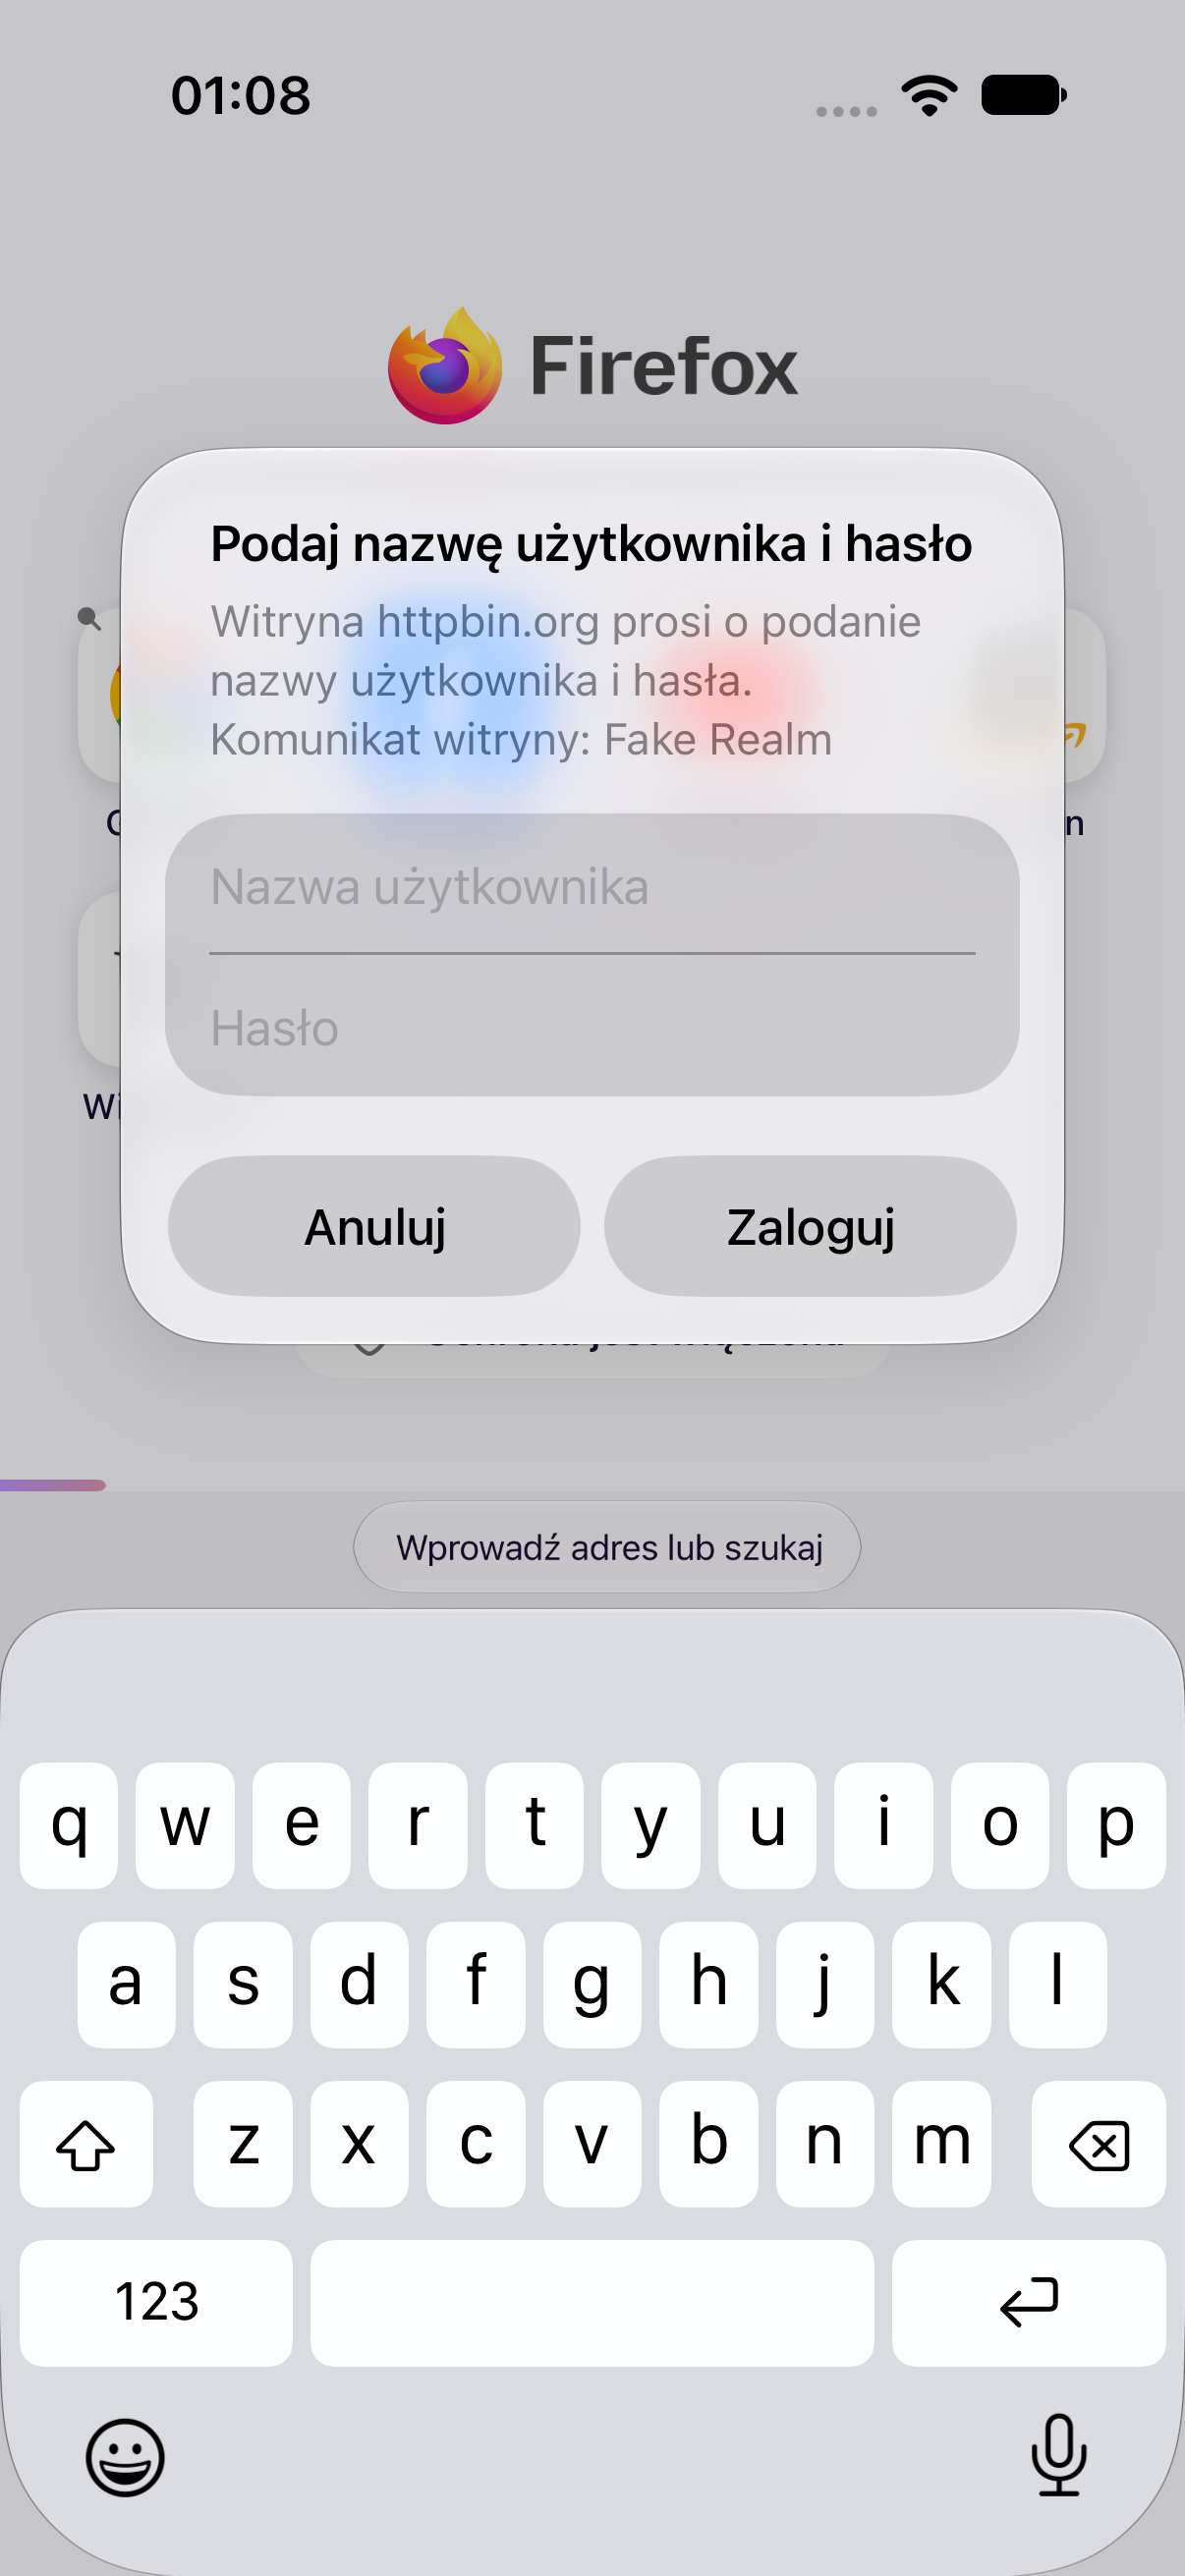 01:08
Firefox
Podaj nazwę użytkownika i hasło
Witryna httpbin.org prosi o podanie
nazwy użytkownika i hasła.
Komunikat witryny: Fake Realm
Nazwa użytkownika
Hasło
Anuluj
Zaloguj
Wprowadź adres lub szukaj
q w e r t y u i o p
a s d f g h j k l
z x c v b n m
123